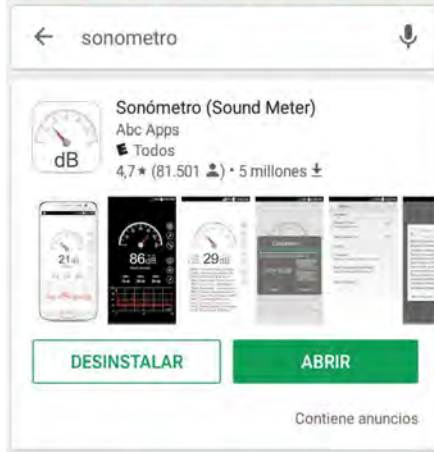 sonometro
Sonómetro (Sound Meter)
Abc Apps
E Todos
4,7★ (81.501) • 5 millones
dB
21
86
29
DESINSTALAR
ABRIR
Contiene anuncios